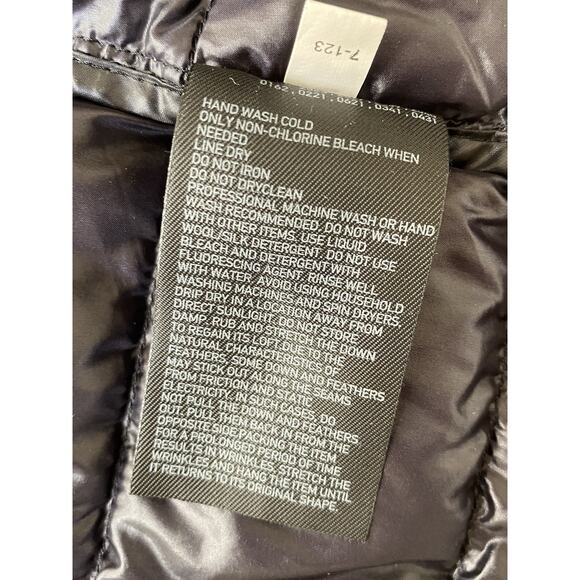 7-123
0162, 0221, 0621, 0341, 0431
HAND WASH COLD
ONLY NON-CHLORINE BLEACH WHEN
NEEDED
LINE DRY
DO NOT IRON
DO NOT DRYCLEAN
PROFESSIONAL MACHINE WASH OR HAND
WASH RECOMMENDED. DO NOT WASH
WITH OTHER ITEMS. USE LIQUID
WOOL/SILK DETERGENT. DO NOT USE
BLEACH AND DETERGENT WITH
FLUORESCING AGENT. RINSE WELL
WITH WATER. AVOID USING HOUSEHOLD
WASHING MACHINES AND SPIN DRYERS.
DRIP DRY IN A LOCATION AWAY FROM
DIRECT SUNLIGHT. DO NOT STORE
DAMP. RUB AND STRETCH THE DOWN
TO REGAIN ITS LOFT. DUE TO THE
NATURAL CHARACTERISTICS OF
FEATHERS, SOME DOWN AND FEATHERS
MAY STICK OUT ALONG THE SEAMS
FROM FRICTION AND STATIC
ELECTRICITY. IN SUCH CASES, DO
NOT PULL THE DOWN AND FEATHERS
OUT. PULL THEM BACK IN FROM THE
OPPOSITE SIDE.PACKING THE ITEM
FOR A PROLONGED PERIOD OF TIME
RESULTS IN WRINKLES. STRETCH THE
WRINKLES AND HANG THE ITEM UNTIL
IT RETURNS TO ITS ORIGINAL SHAPE.